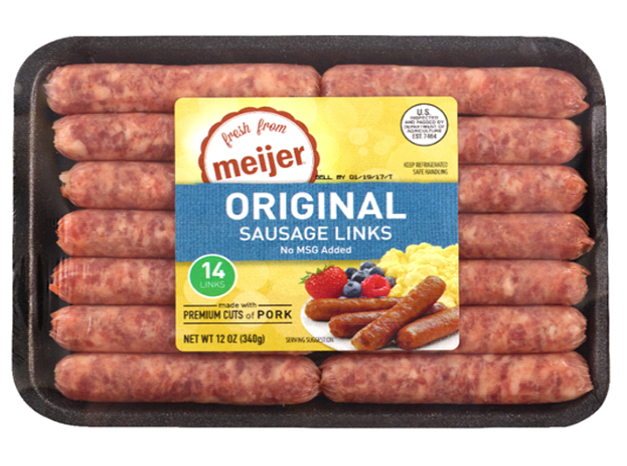 fresh from
meijer
U.S.
INSPECTED
AND PASSED BY
DEPARTMENT OF
AGRICULTURE
EST. 7464
KEEP REFRIGERATED
SAFE HANDLING
SELL BY 01/19/17/T
ORIGINAL
SAUSAGE LINKS
No MSG Added
14
LINKS
made with
PREMIUM CUTS of PORK
NET WT 12 OZ (340g)
SERVING SUGGESTION